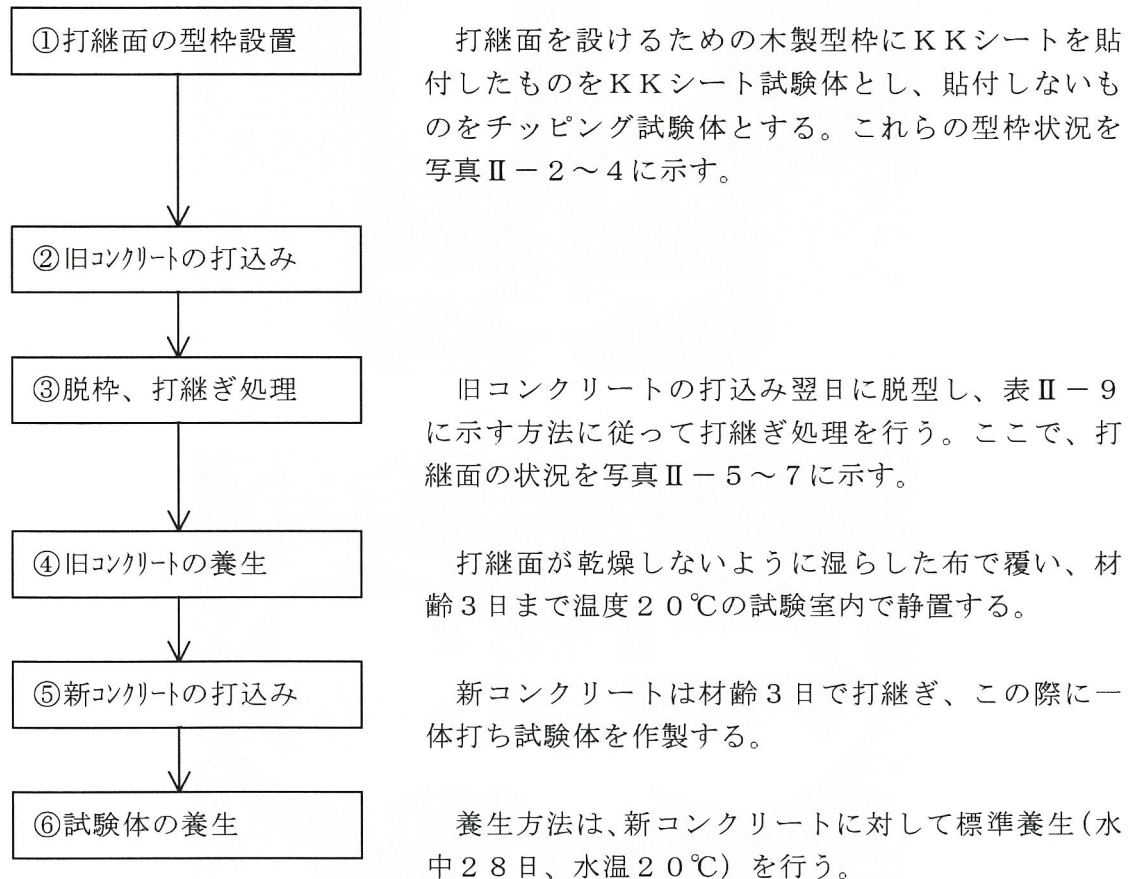 ①打継面の型枠設置
打継面を設けるための木製型枠にＫＫシートを貼
付したものをＫＫシート試験体とし、貼付しないも
のをチッピング試験体とする。これらの型枠状況を
写真Ⅱ－２～４に示す。
②旧ｺﾝｸﾘｰﾄの打込み
③脱枠、打継ぎ処理
旧コンクリートの打込み翌日に脱型し、表Ⅱ－９
に示す方法に従って打継ぎ処理を行う。ここで、打
継面の状況を写真Ⅱ－５～７に示す。
④旧ｺﾝｸﾘｰﾄの養生
打継面が乾燥しないように湿らした布で覆い、材
齢３日まで温度２０℃の試験室内で静置する。
⑤新ｺﾝｸﾘｰﾄの打込み
新コンクリートは材齢３日で打継ぎ、この際に一
体打ち試験体を作製する。
⑥試験体の養生
養生方法は、新コンクリートに対して標準養生(水
中２８日、水温２０℃）を行う。